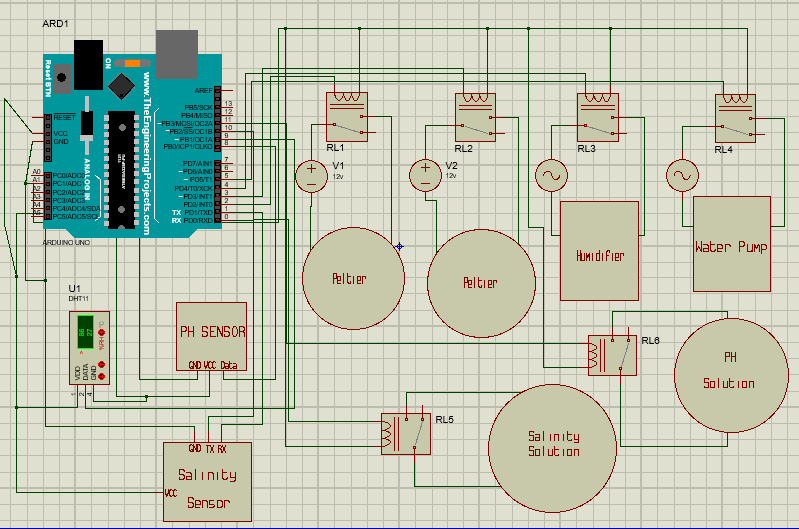 ARD1
ON
Reset BTN
www.TheEngineeringProjects.com
ANALOG IN
RESET
VCC
GND
A0 PC0/ADC0
A1 PC1/ADC1
A2 PC2/ADC2
A3 PC3/ADC3
A4 PC4/ADC4/SDA
A5 PC5/ADC5/SCL
AREF
PB5/SCK 13
PB4/MISO 12
~PB3/MOSI/OC2A 11
~PB2/SS/OC1B 10
~PB1/OC1A 9
PB0/ICP1/CLKO 8
PD7/AIN1 7
~PD6/AIN0 6
~PD5/T1 5
PD4/T0/XCK 4
~PD3/INT1 3
PD2/INT0 2
TX PD1/TXD 1
RX PD0/RXD 0
ARDUINO UNO
RL1
RL2
RL3
RL4
V1
12v
V2
12v
Peltier
Peltier
Humidifier
Water Pump
U1
DHT11
VDD
DATA
GND
1
2
4
PH SENSOR
GND VCC Data
RL6
PH
Solution
RL5
Salinity
Solution
GND TX RX
VCC
Salinity
Sensor